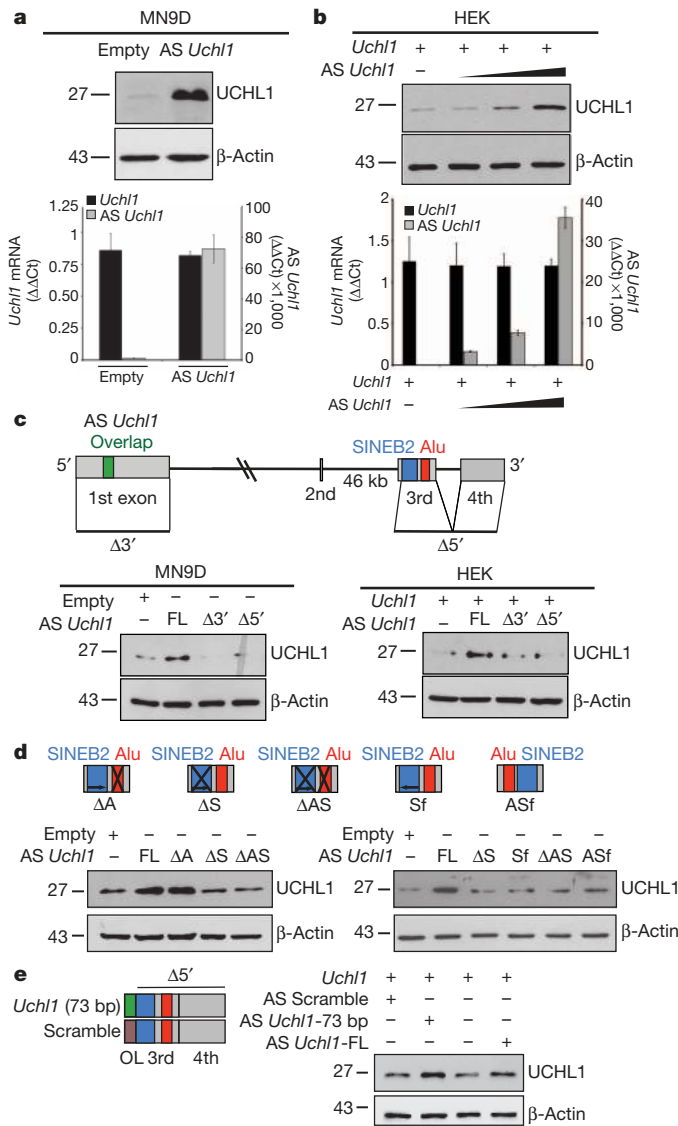 a
MN9D
Empty AS Uchl1
27
UCHL1
43
β-Actin
1.25
1.00
0.75
0.50
0.25
0
Uchl1 mRNA
(ΔΔCt)
Uchl1
AS Uchl1
100
80
60
40
20
0
AS Uchl1
(ΔΔCt) ×1,000
Empty
AS Uchl1
b
HEK
Uchl1 + + + +
AS Uchl1 –
27
UCHL1
43
β-Actin
2
1.5
1
0.5
0
Uchl1 mRNA
(ΔΔCt)
Uchl1
AS Uchl1
40
30
20
10
0
AS Uchl1
(ΔΔCt) ×1,000
Uchl1 + + + +
AS Uchl1 –
c
AS Uchl1
Overlap
SINEB2 Alu
5′
3′
1st exon
2nd
46 kb
3rd
4th
Δ3′
Δ5′
MN9D
Empty + – – –
AS Uchl1 – FL Δ3′ Δ5′
27
UCHL1
43
β-Actin
HEK
Uchl1 + + + +
AS Uchl1 – FL Δ3′ Δ5′
27
UCHL1
43
β-Actin
d
SINEB2 Alu
SINEB2 Alu
SINEB2 Alu
SINEB2 Alu
Alu SINEB2
ΔA
ΔS
ΔAS
Sf
ASf
Empty + – – – –
AS Uchl1 – FL ΔA ΔS ΔAS
27
UCHL1
43
β-Actin
Empty + – – – – –
AS Uchl1 – FL ΔS Sf ΔAS ASf
27
UCHL1
43
β-Actin
e
Δ5′
Uchl1 (73 bp)
Scramble
OL 3rd 4th
Uchl1 + + + +
AS Scramble + – – –
AS Uchl1-73 bp – + – –
AS Uchl1-FL – – – +
27
UCHL1
43
β-Actin